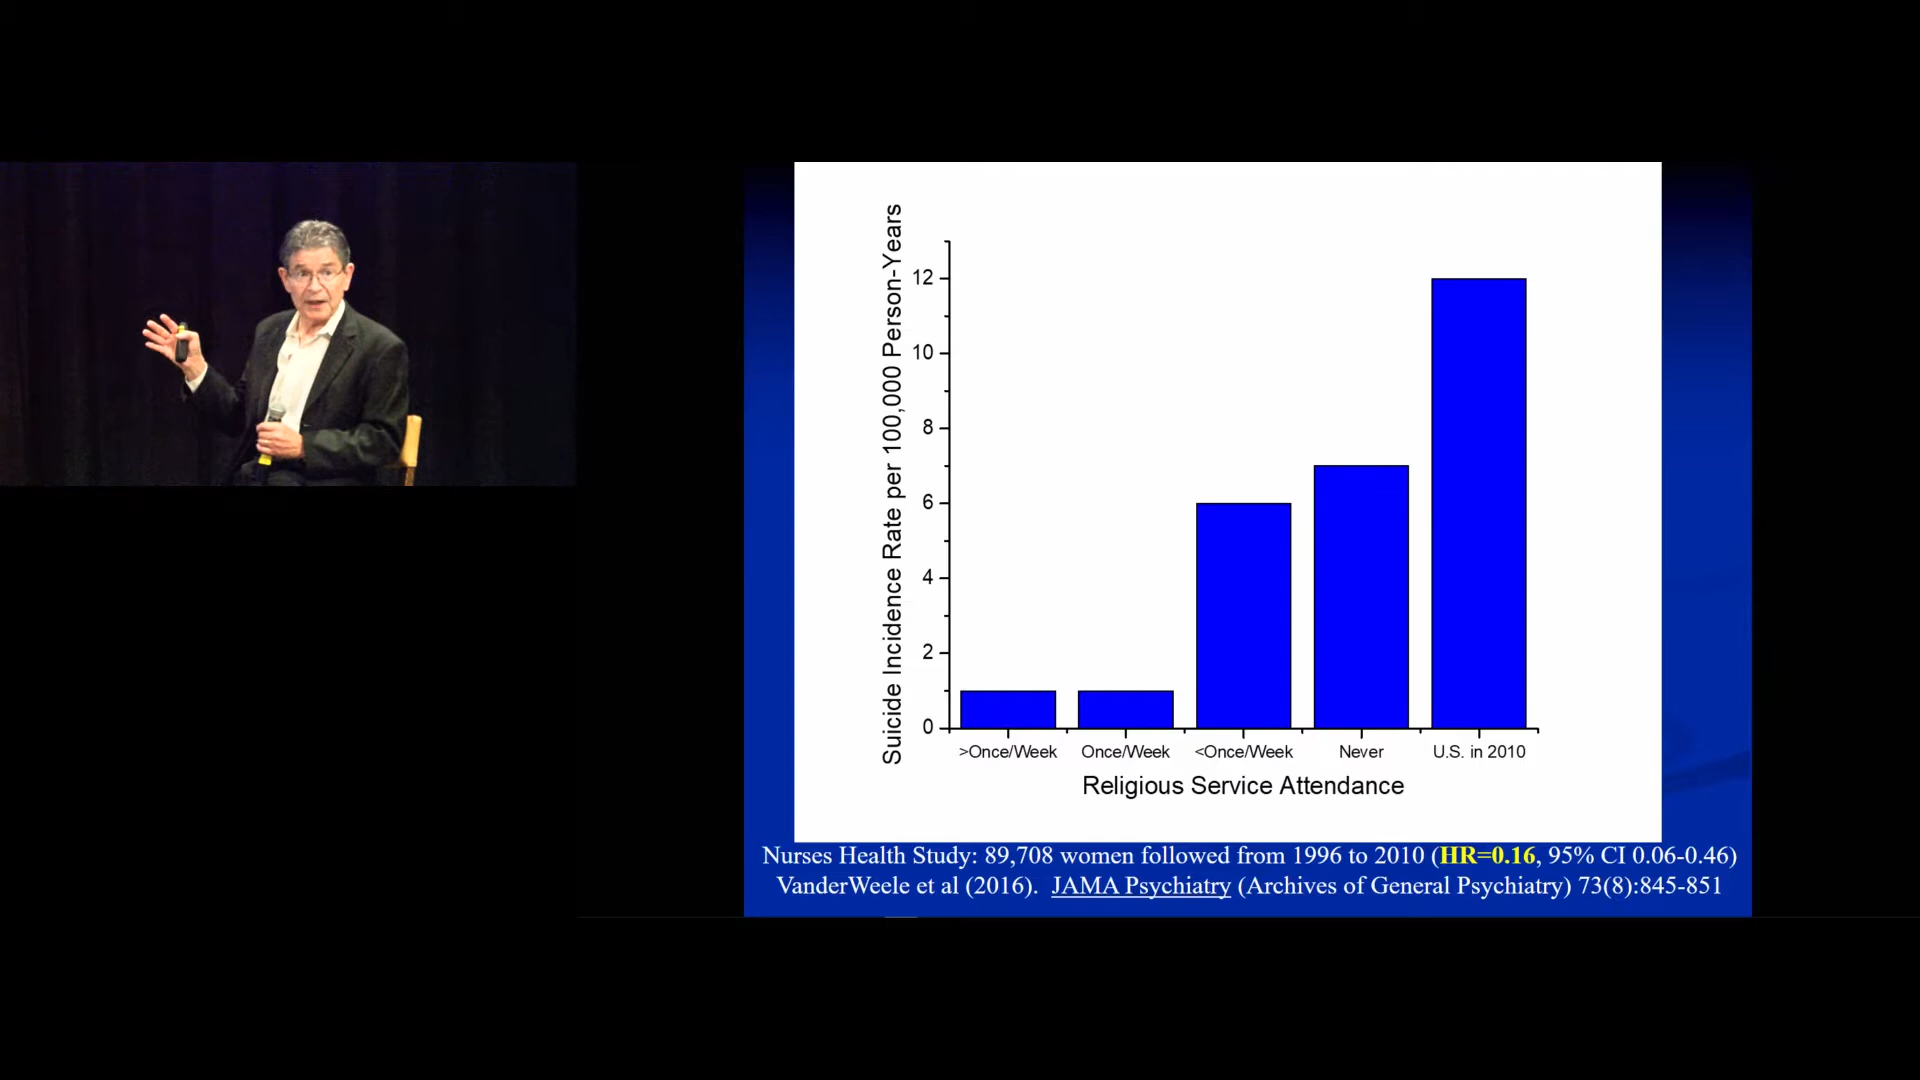 Suicide Incidence Rate per 100,000 Person-Years
12
10
8
6
4
2
0
>Once/Week Once/Week <Once/Week Never U.S. in 2010
Religious Service Attendance
Nurses Health Study: 89,708 women followed from 1996 to 2010 (HR=0.16, 95% CI 0.06-0.46)
VanderWeele et al (2016). JAMA Psychiatry (Archives of General Psychiatry) 73(8):845-851